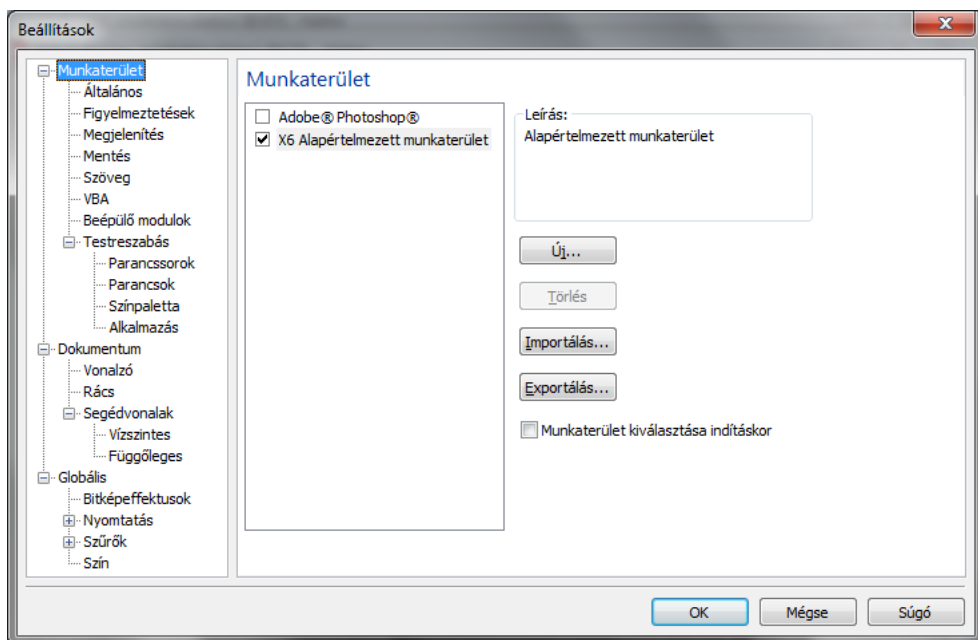 Beállítások
Munkaterület
Általános
Figyelmeztetések
Megjelenítés
Mentés
Szöveg
VBA
Beépülő modulok
Testreszabás
Parancssorok
Parancsok
Színpaletta
Alkalmazás
Dokumentum
Vonalzó
Rács
Segédvonalak
Vízszintes
Függőleges
Globális
Bitképeffektusok
Nyomtatás
Szűrők
Szín
Munkaterület
Adobe® Photoshop®
X6 Alapértelmezett munkaterület
Leírás:
Alapértelmezett munkaterület
Új...
Törlés
Importálás...
Exportálás...
Munkaterület kiválasztása indításkor
OK
Mégse
Súgó